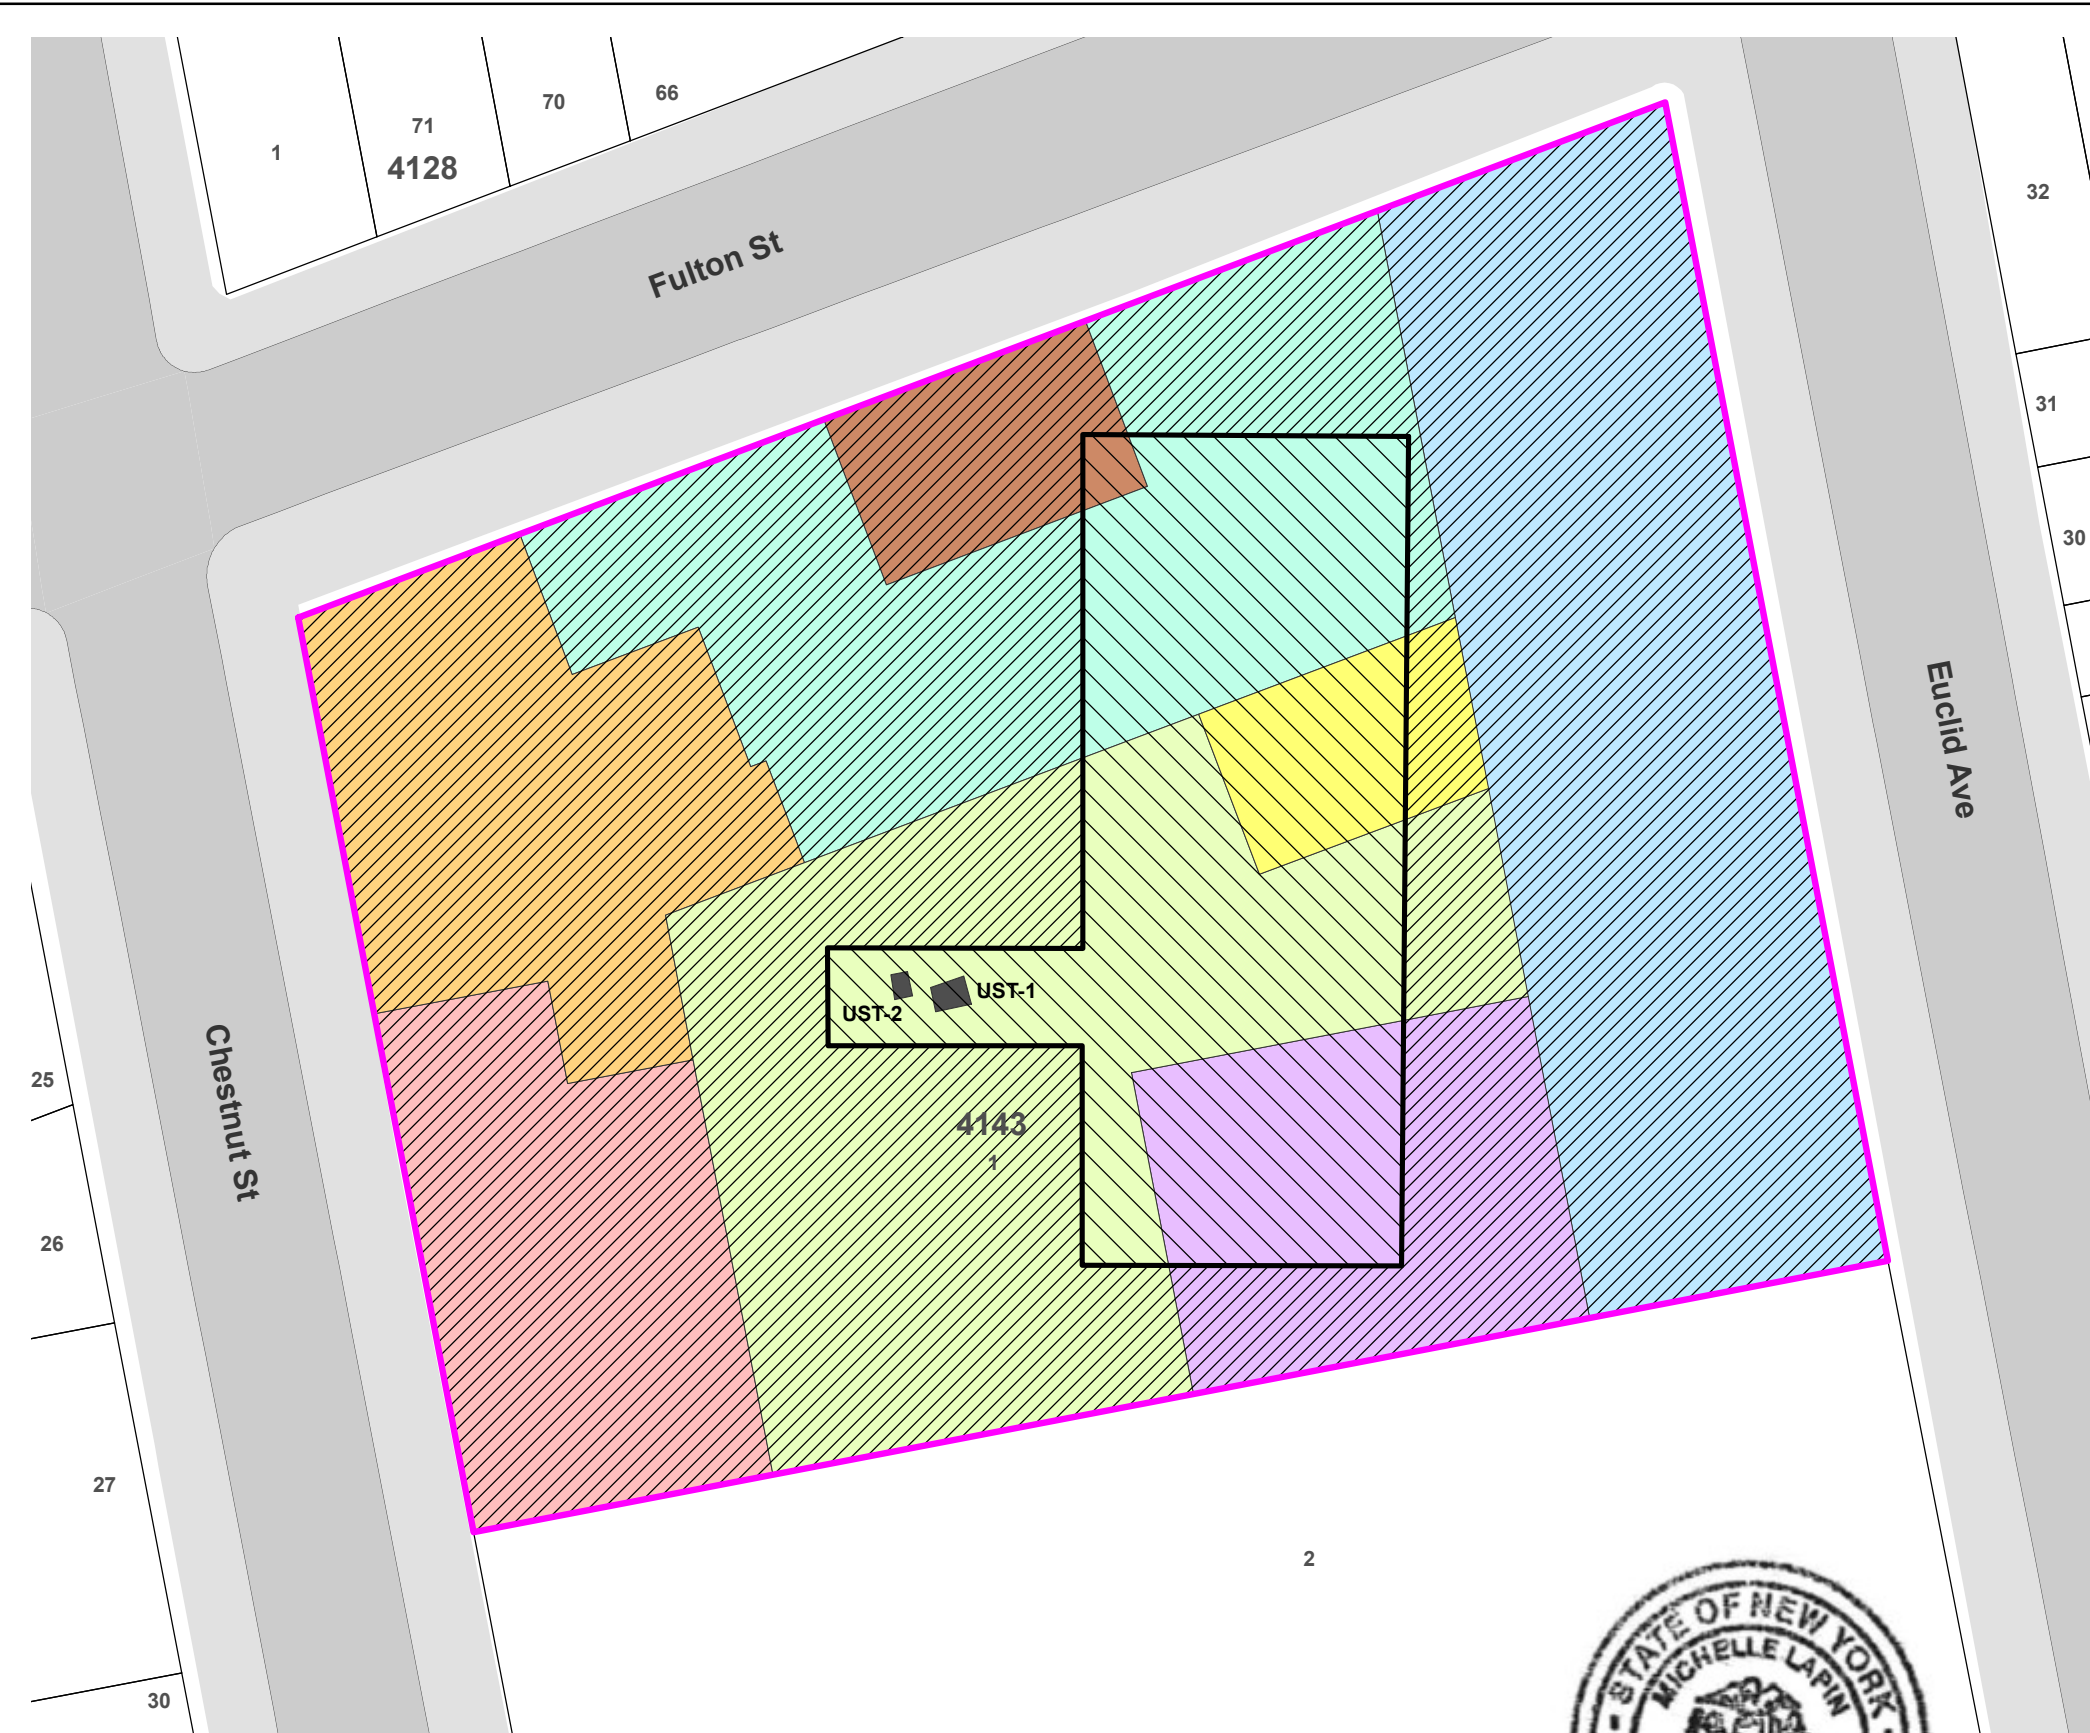 66
70
71
1
4128
32
Fulton St
31
30
Euclid Ave
UST-1
UST-2
Chestnut St
25
4143
1
26
27
2
30
STATE OF NEW YORK
MICHELLE LAPIN